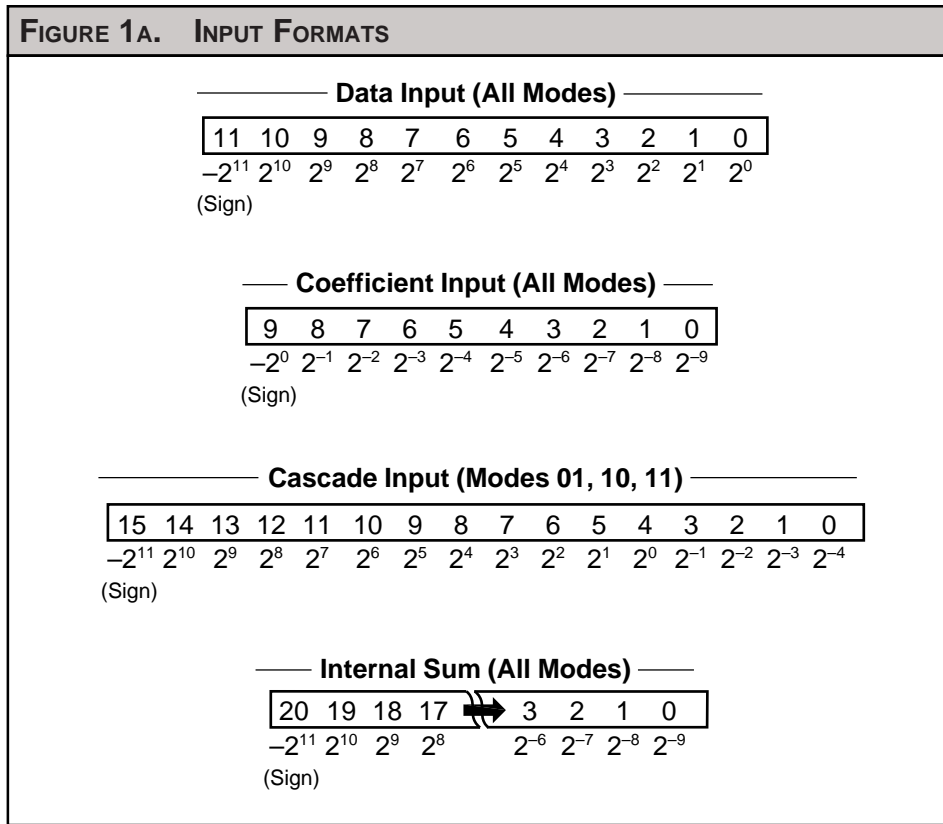 FIGURE 1A. INPUT FORMATS
Data Input (All Modes)
11 10 9 8 7 6 5 4 3 2 1 0
–2¹¹ 2¹⁰ 2⁹ 2⁸ 2⁷ 2⁶ 2⁵ 2⁴ 2³ 2² 2¹ 2⁰
(Sign)
Coefficient Input (All Modes)
9 8 7 6 5 4 3 2 1 0
–2⁰ 2⁻¹ 2⁻² 2⁻³ 2⁻⁴ 2⁻⁵ 2⁻⁶ 2⁻⁷ 2⁻⁸ 2⁻⁹
(Sign)
Cascade Input (Modes 01, 10, 11)
15 14 13 12 11 10 9 8 7 6 5 4 3 2 1 0
–2¹¹ 2¹⁰ 2⁹ 2⁸ 2⁷ 2⁶ 2⁵ 2⁴ 2³ 2² 2¹ 2⁰ 2⁻¹ 2⁻² 2⁻³ 2⁻⁴
(Sign)
Internal Sum (All Modes)
20 19 18 17 3 2 1 0
–2¹¹ 2¹⁰ 2⁹ 2⁸ 2⁻⁶ 2⁻⁷ 2⁻⁸ 2⁻⁹
(Sign)